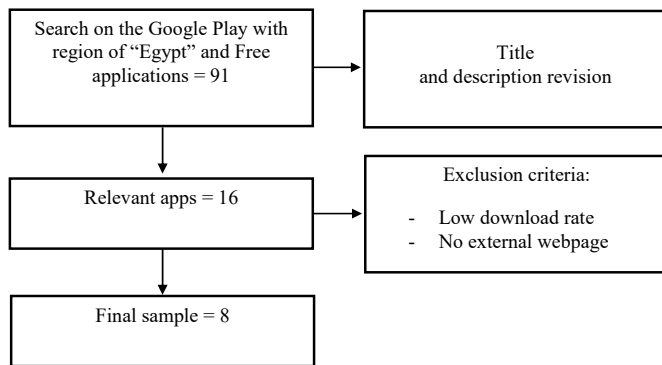 Search on the Google Play with
region of “Egypt” and Free
applications = 91
Title
and description revision
Relevant apps = 16
Exclusion criteria:
- Low download rate
- No external webpage
Final sample = 8